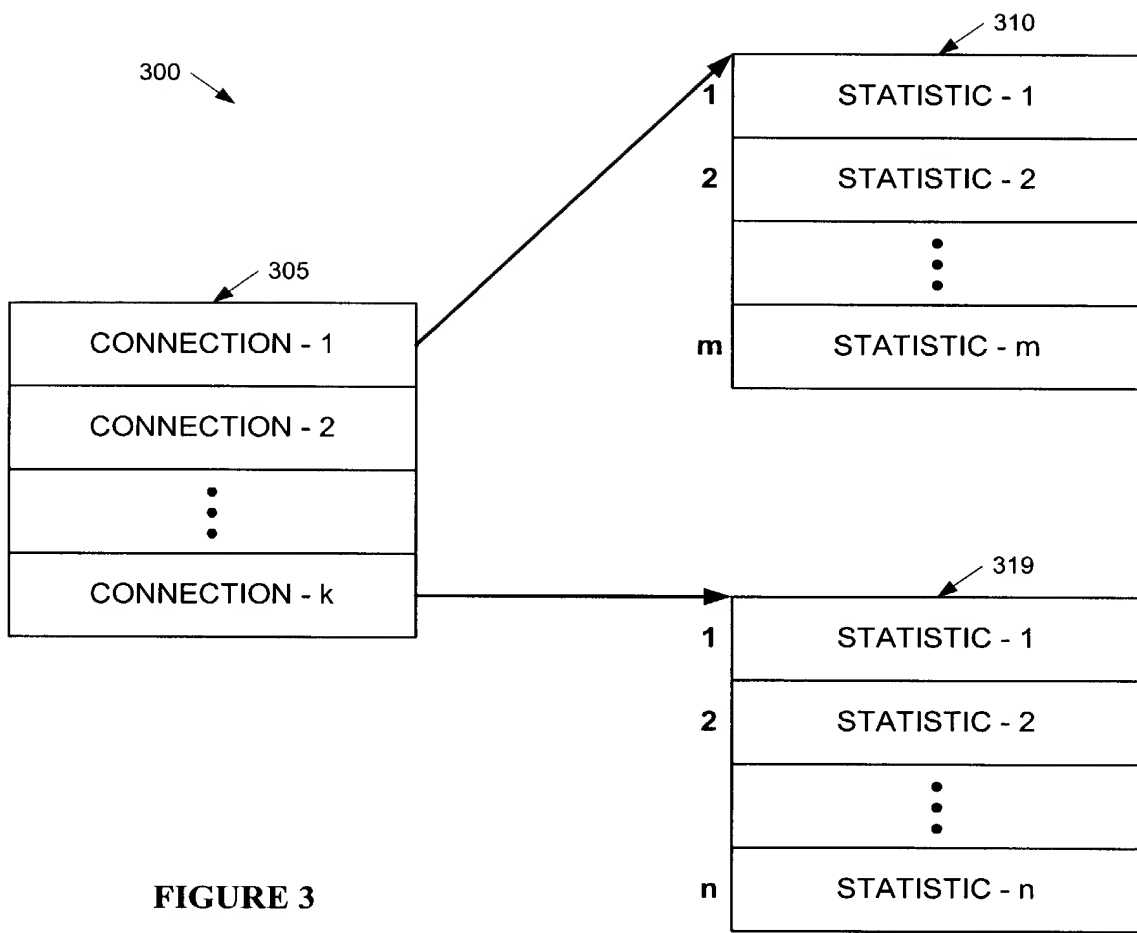 300
305
CONNECTION - 1
CONNECTION - 2
CONNECTION - k
310
1 STATISTIC - 1
2 STATISTIC - 2
m STATISTIC - m
319
1 STATISTIC - 1
2 STATISTIC - 2
n STATISTIC - n
FIGURE 3